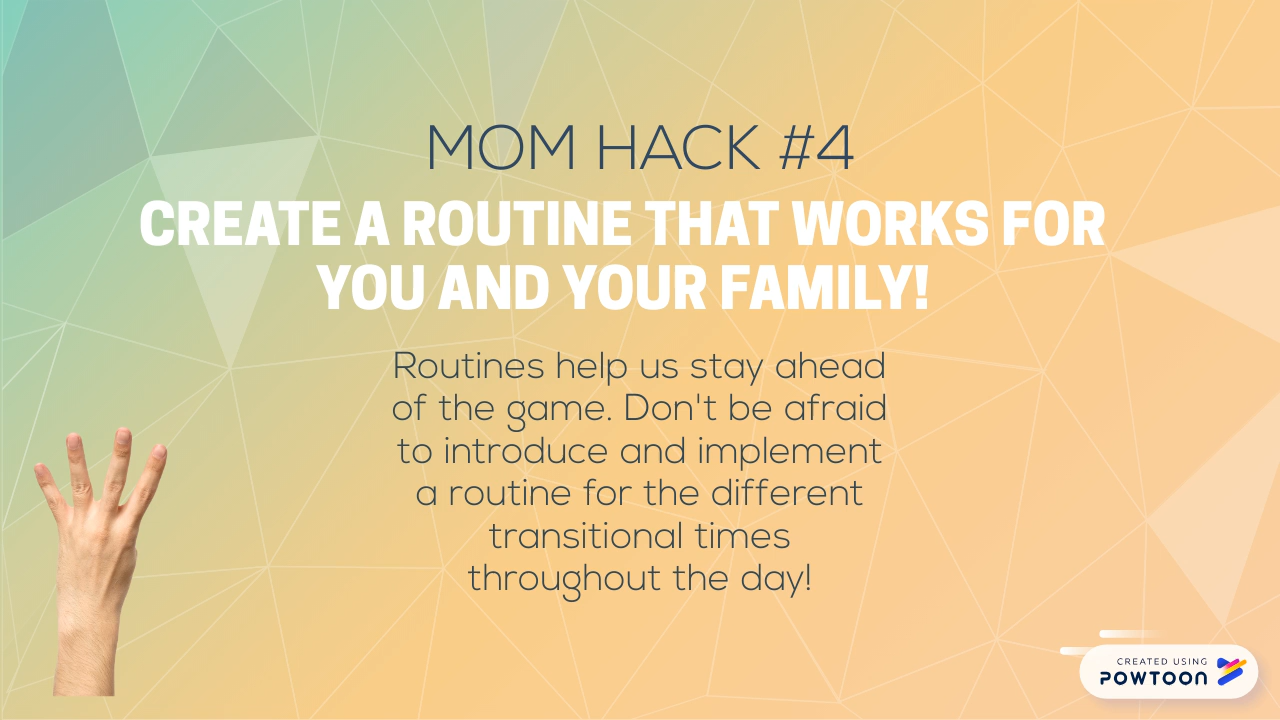 MOM HACK #4
CREATE A ROUTINE THAT WORKS FOR
YOU AND YOUR FAMILY!
Routines help us stay ahead
of the game. Don't be afraid
to introduce and implement
a routine for the different
transitional times
throughout the day!
CREATED USING
POWTOON